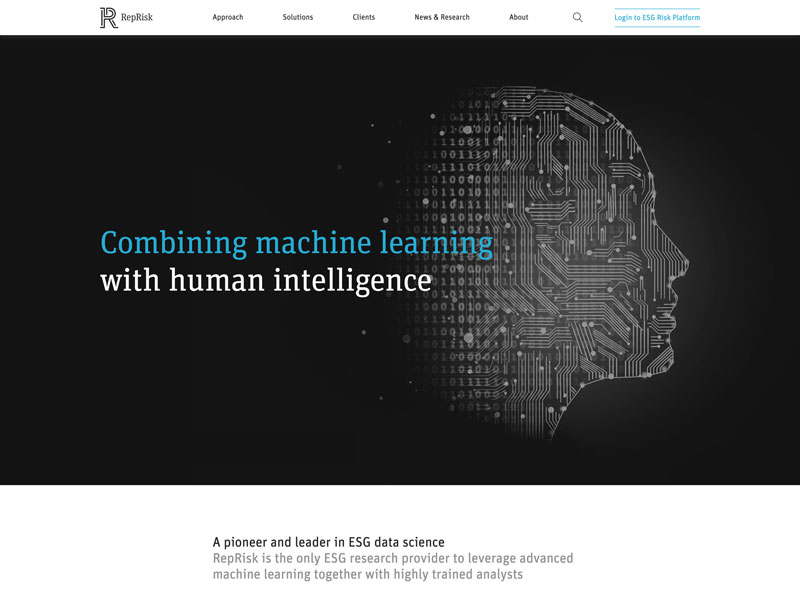 RepRisk
Approach
Solutions
Clients
News & Research
About
Login to ESG Risk Platform
Combining machine learning
with human intelligence
A pioneer and leader in ESG data science
RepRisk is the only ESG research provider to leverage advanced
machine learning together with highly trained analysts